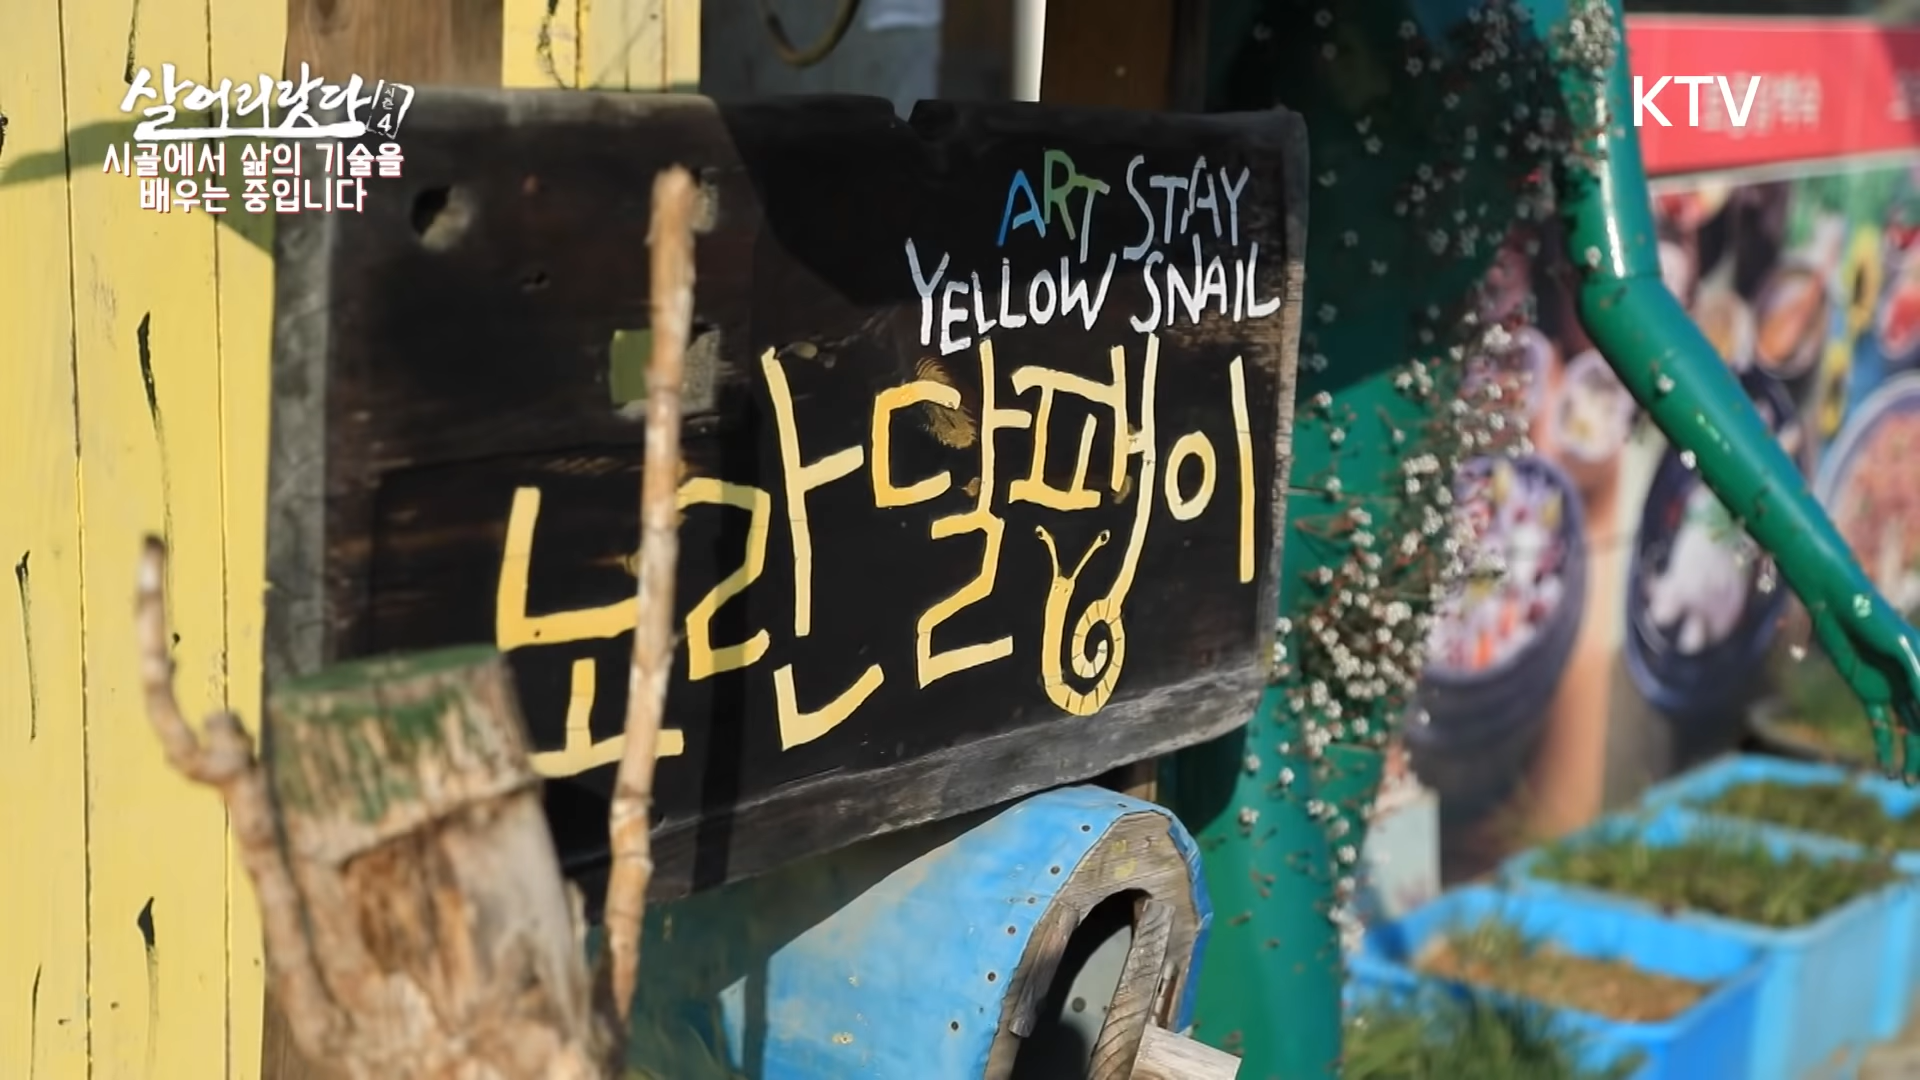 살어리랏다 시즌 4
시골에서 삶의 기술을
배우는 중입니다
KTV
ART STAY
YELLOW SNAIL
노란달팽이